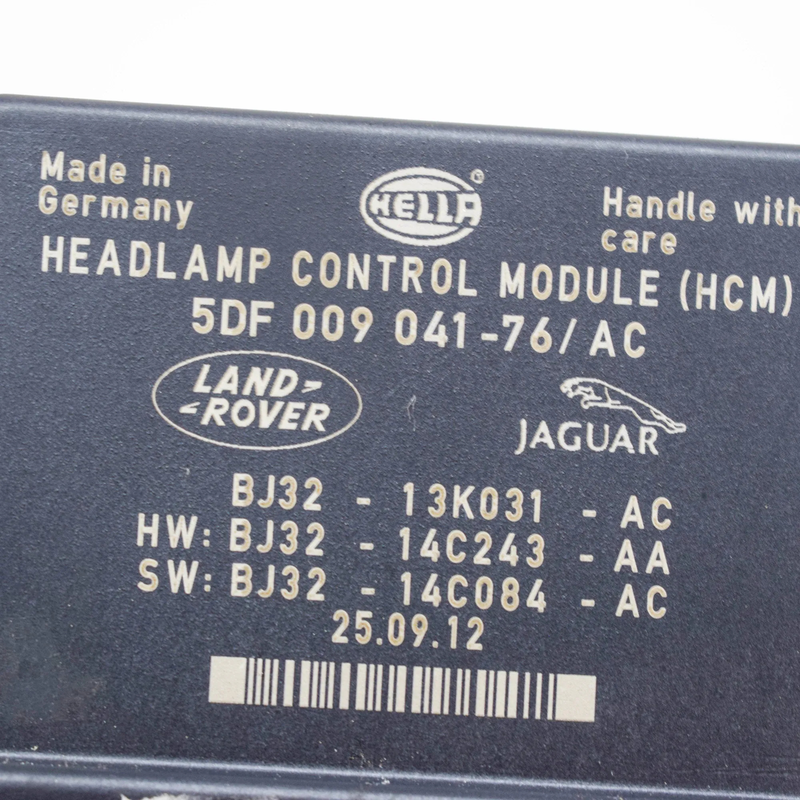 Made in
Germany
HELLA
Handle with
care
HEADLAMP CONTROL MODULE (HCM)
5DF 009 041-76/AC
LAND
ROVER
JAGUAR
BJ32 - 13K031 - AC
HW: BJ32 - 14C243 - AA
SW: BJ32 - 14C084 - AC
25.09.12